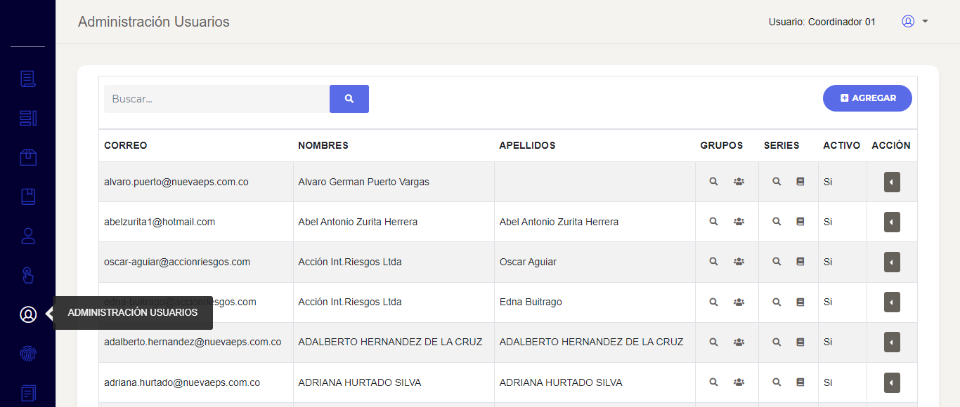 Administración Usuarios
Usuario: Coordinador 01
Buscar...
AGREGAR
CORREO NOMBRES APELLIDOS GRUPOS SERIES ACTIVO ACCIÓN
alvaro.puerto@nuevaeps.com.co Alvaro German Puerto Vargas Si
abelzurita1@hotmail.com Abel Antonio Zurita Herrera Abel Antonio Zurita Herrera Si
oscar-aguiar@accionriesgos.com Acción Int.Riesgos Ltda Oscar Aguiar Si
Acción Int.Riesgos Ltda Edna Buitrago Si
ADMINISTRACIÓN USUARIOS
adalberto.hernandez@nuevaeps.com.co ADALBERTO HERNANDEZ DE LA CRUZ ADALBERTO HERNANDEZ DE LA CRUZ Si
adriana.hurtado@nuevaeps.com.co ADRIANA HURTADO SILVA ADRIANA HURTADO SILVA Si